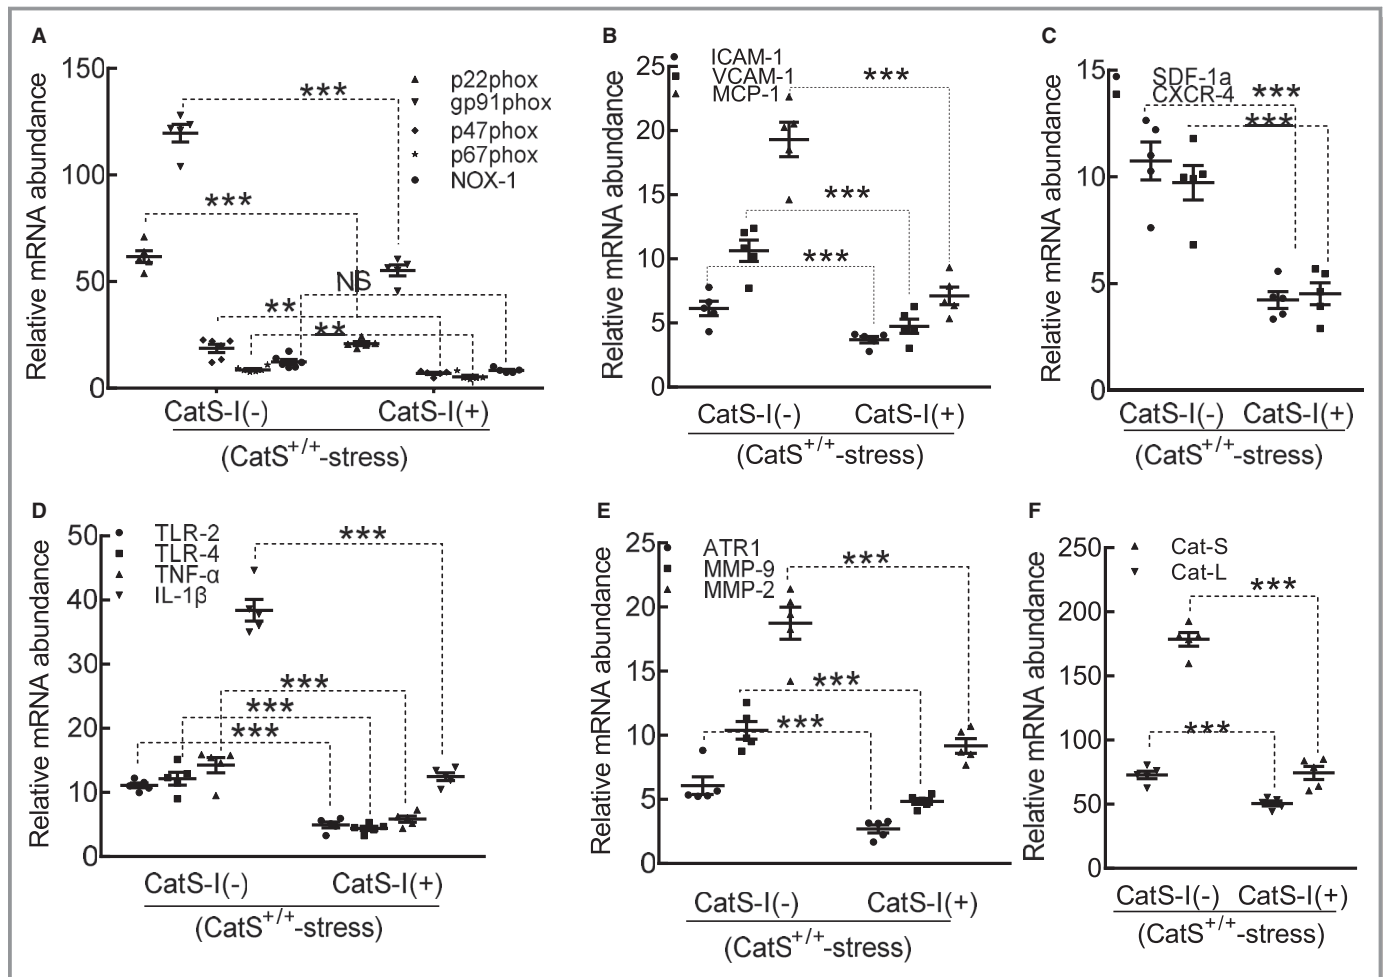 A
Relative mRNA abundance
150
100
50
0
p22phox
gp91phox
p47phox
p67phox
NOX-1
***
***
NS
**
**
CatS-I(-)
CatS-I(+)
(CatS+/+-stress)
B
Relative mRNA abundance
25
20
15
10
5
0
ICAM-1
VCAM-1
MCP-1
***
***
***
CatS-I(-)
CatS-I(+)
(CatS+/+-stress)
C
Relative mRNA abundance
15
10
5
0
SDF-1a
CXCR-4
***
***
CatS-I(-)
CatS-I(+)
(CatS+/+-stress)
D
Relative mRNA abundance
50
40
30
20
10
0
TLR-2
TLR-4
TNF-α
IL-1β
***
***
***
***
CatS-I(-)
CatS-I(+)
(CatS+/+-stress)
E
Relative mRNA abundance
25
20
15
10
5
0
ATR1
MMP-9
MMP-2
***
***
***
CatS-I(-)
CatS-I(+)
(CatS+/+-stress)
F
Relative mRNA abundance
250
200
150
100
50
0
Cat-S
Cat-L
***
***
CatS-I(-)
CatS-I(+)
(CatS+/+-stress)